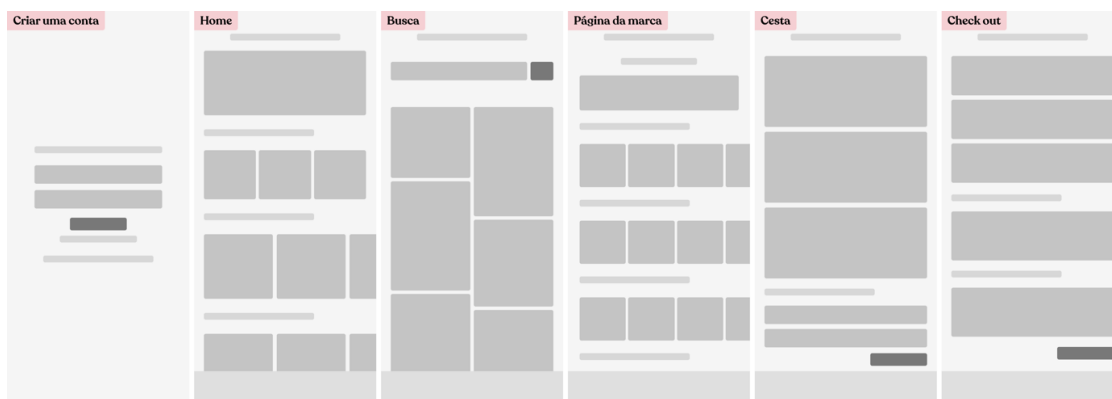 Criar uma conta
Home
Busca
Página da marca
Cesta
Check out